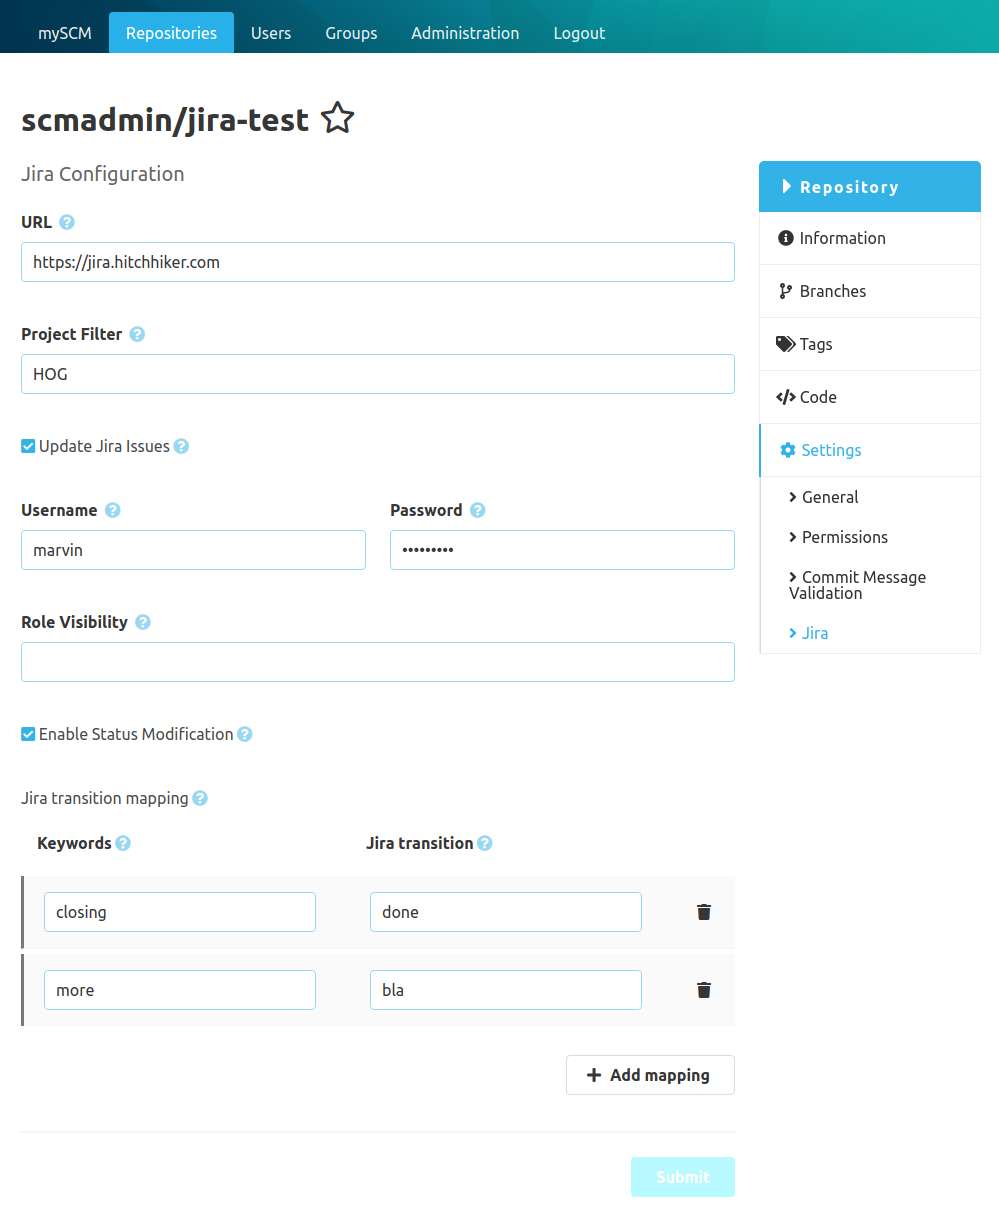 mySCM Repositories Users Groups Administration Logout
scmadmin/jira-test
Jira Configuration
URL
https://jira.hitchhiker.com
Project Filter
HOG
Update Jira Issues
Username Password
marvin •••••••••
Role Visibility
Enable Status Modification
Jira transition mapping
Keywords Jira transition
closing done
more bla
Add mapping
Submit
Repository
Information
Branches
Tags
Code
Settings
General
Permissions
Commit Message
Validation
Jira